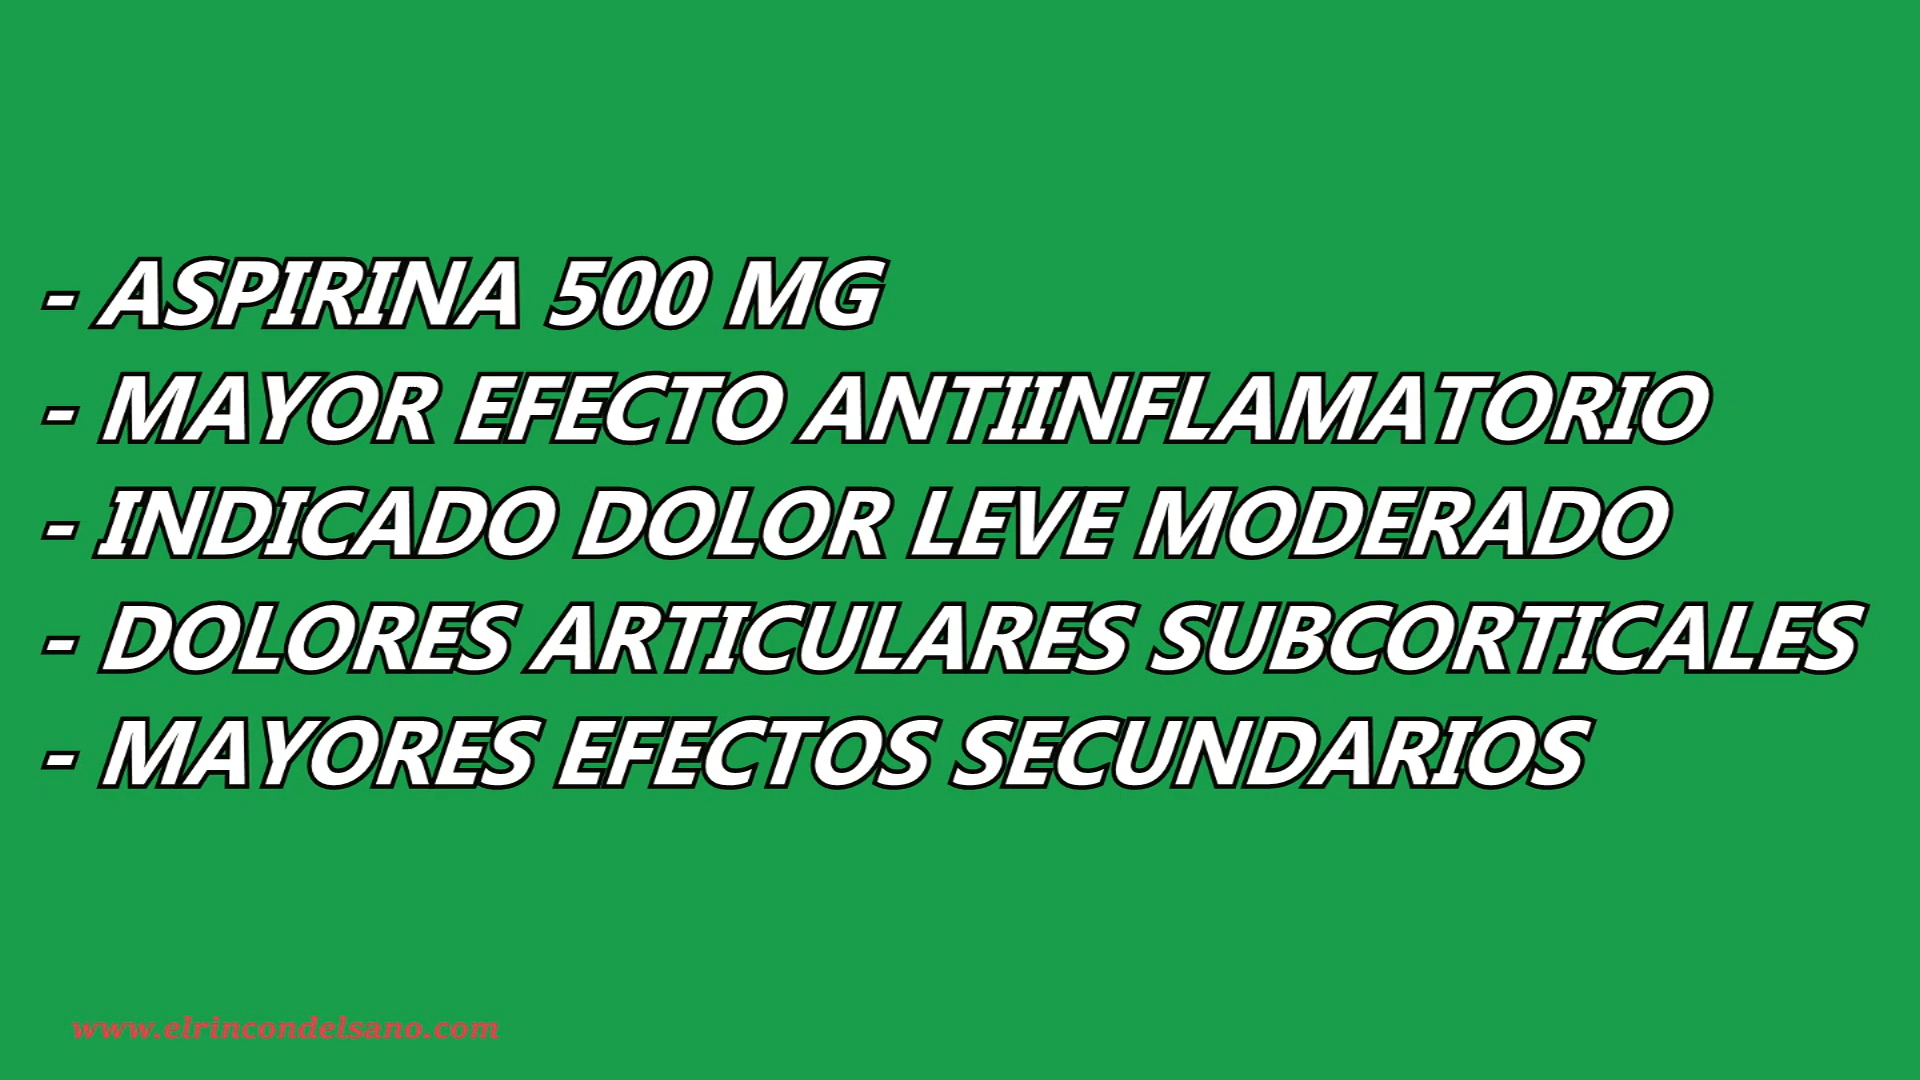 - ASPIRINA 500 MG
- MAYOR EFECTO ANTIINFLAMATORIO
- INDICADO DOLOR LEVE MODERADO
- DOLORES ARTICULARES SUBCORTICALES
- MAYORES EFECTOS SECUNDARIOS
www.elrincondelsano.com